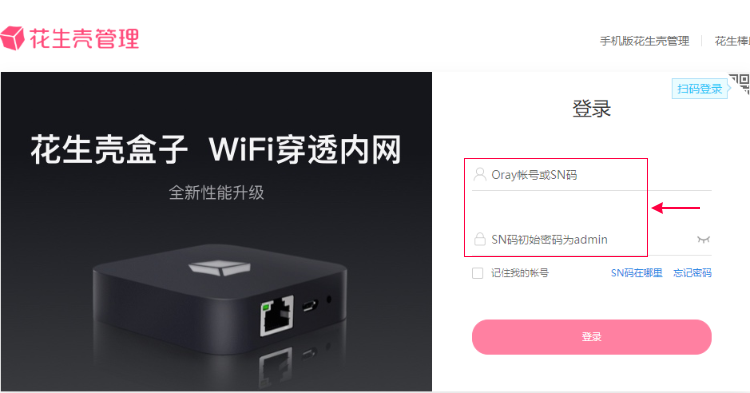 花生壳管理
手机版花生壳管理
花生棒
扫码登录
登录
花生壳盒子 WiFi穿透内网
全新性能升级
Oray帐号或SN码
SN码初始密码为admin
记住我的帐号
SN码在哪里
忘记密码
登录